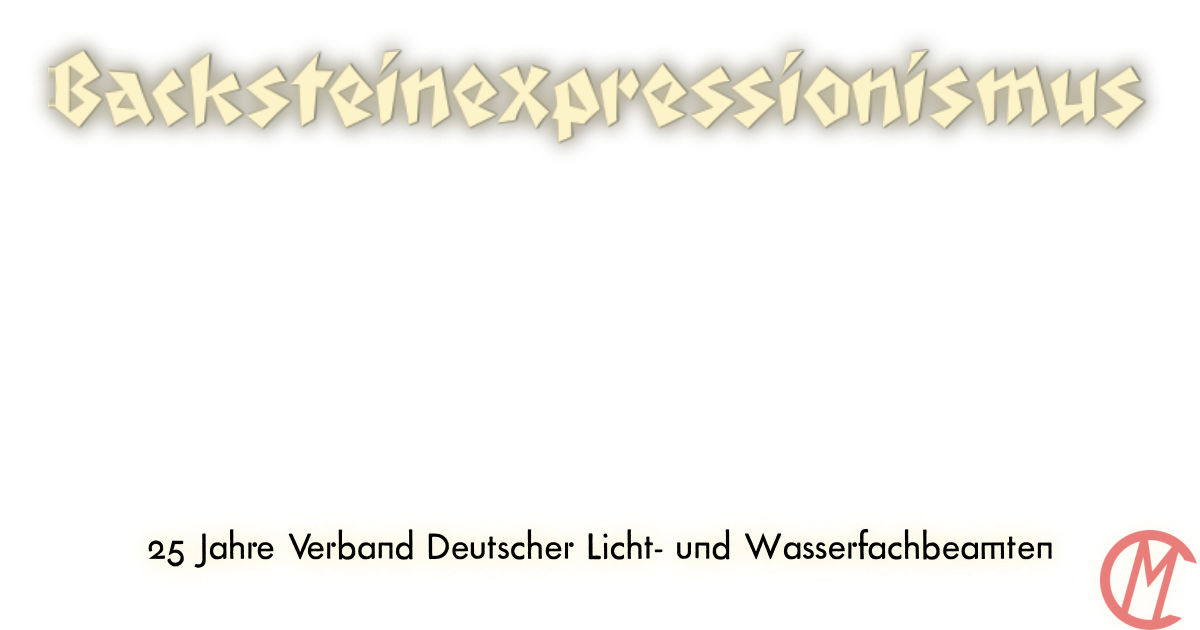 Backsteinexpressionismus
25 Jahre Verband Deutscher Licht- und Wasserfachbeamten